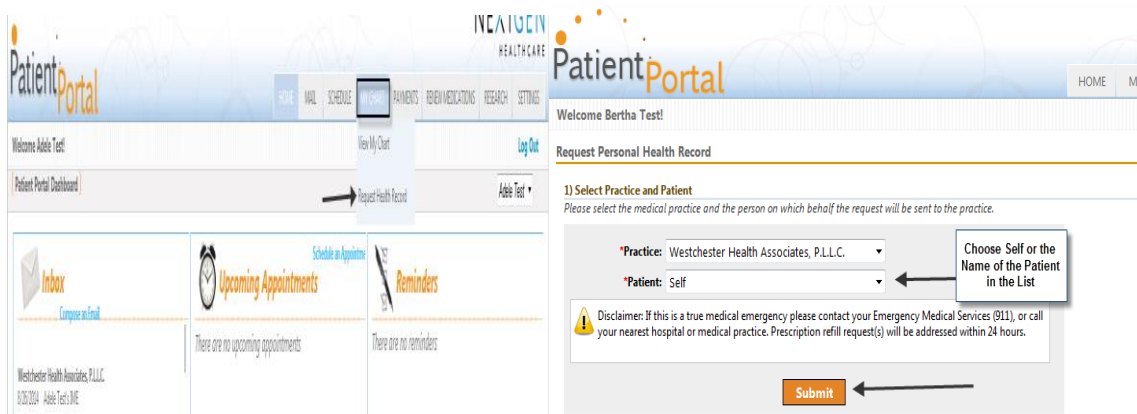 NEXTGEN
HEALTHCARE
Patient Portal
HOME MAIL SCHEDULE MY CHART PAYMENTS RENEW MEDICATIONS RESEARCH SETTINGS
Welcome Adele Test!
View My Chart
Log Out
Patient Portal Dashboard
Request Health Record
Adele Test
Inbox
Compose an Email
Schedule an Appointme
Upcoming Appointments
Reminders
There are no upcoming appointments
There are no reminders
Westchester Health Associates, P.L.L.C.
8/26/2014 Adele Test's IME
Patient Portal
HOME M
Welcome Bertha Test!
Request Personal Health Record
1) Select Practice and Patient
Please select the medical practice and the person on which behalf the request will be sent to the practice.
*Practice: Westchester Health Associates, P.L.L.C.
*Patient: Self
Choose Self or the
Name of the Patient
in the List
Disclaimer: If this is a true medical emergency please contact your Emergency Medical Services (911), or call
your nearest hospital or medical practice. Prescription refill request(s) will be addressed within 24 hours.
Submit